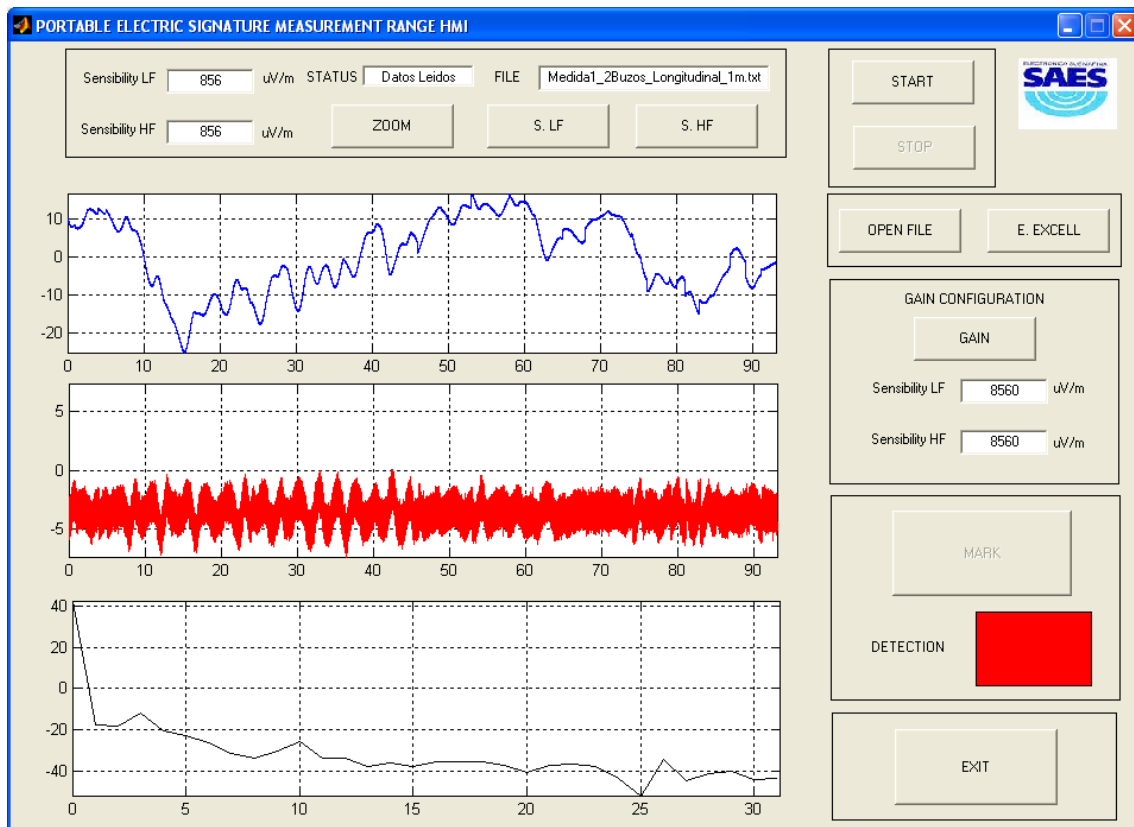 PORTABLE ELECTRIC SIGNATURE MEASUREMENT RANGE HMI
Sensibility LF 856 uV/m STATUS Datos Leidos FILE Medida1_2Buzos_Longitudinal_1m.txt
Sensibility HF 856 uV/m ZOOM S. LF S. HF
START
STOP
SAES
OPEN FILE E. EXCELL
GAIN CONFIGURATION
GAIN
Sensibility LF 8560 uV/m
Sensibility HF 8560 uV/m
MARK
DETECTION
EXIT
10
0
-10
-20
0 10 20 30 40 50 60 70 80 90
5
0
-5
0 10 20 30 40 50 60 70 80 90
40
20
0
-20
-40
0 5 10 15 20 25 30